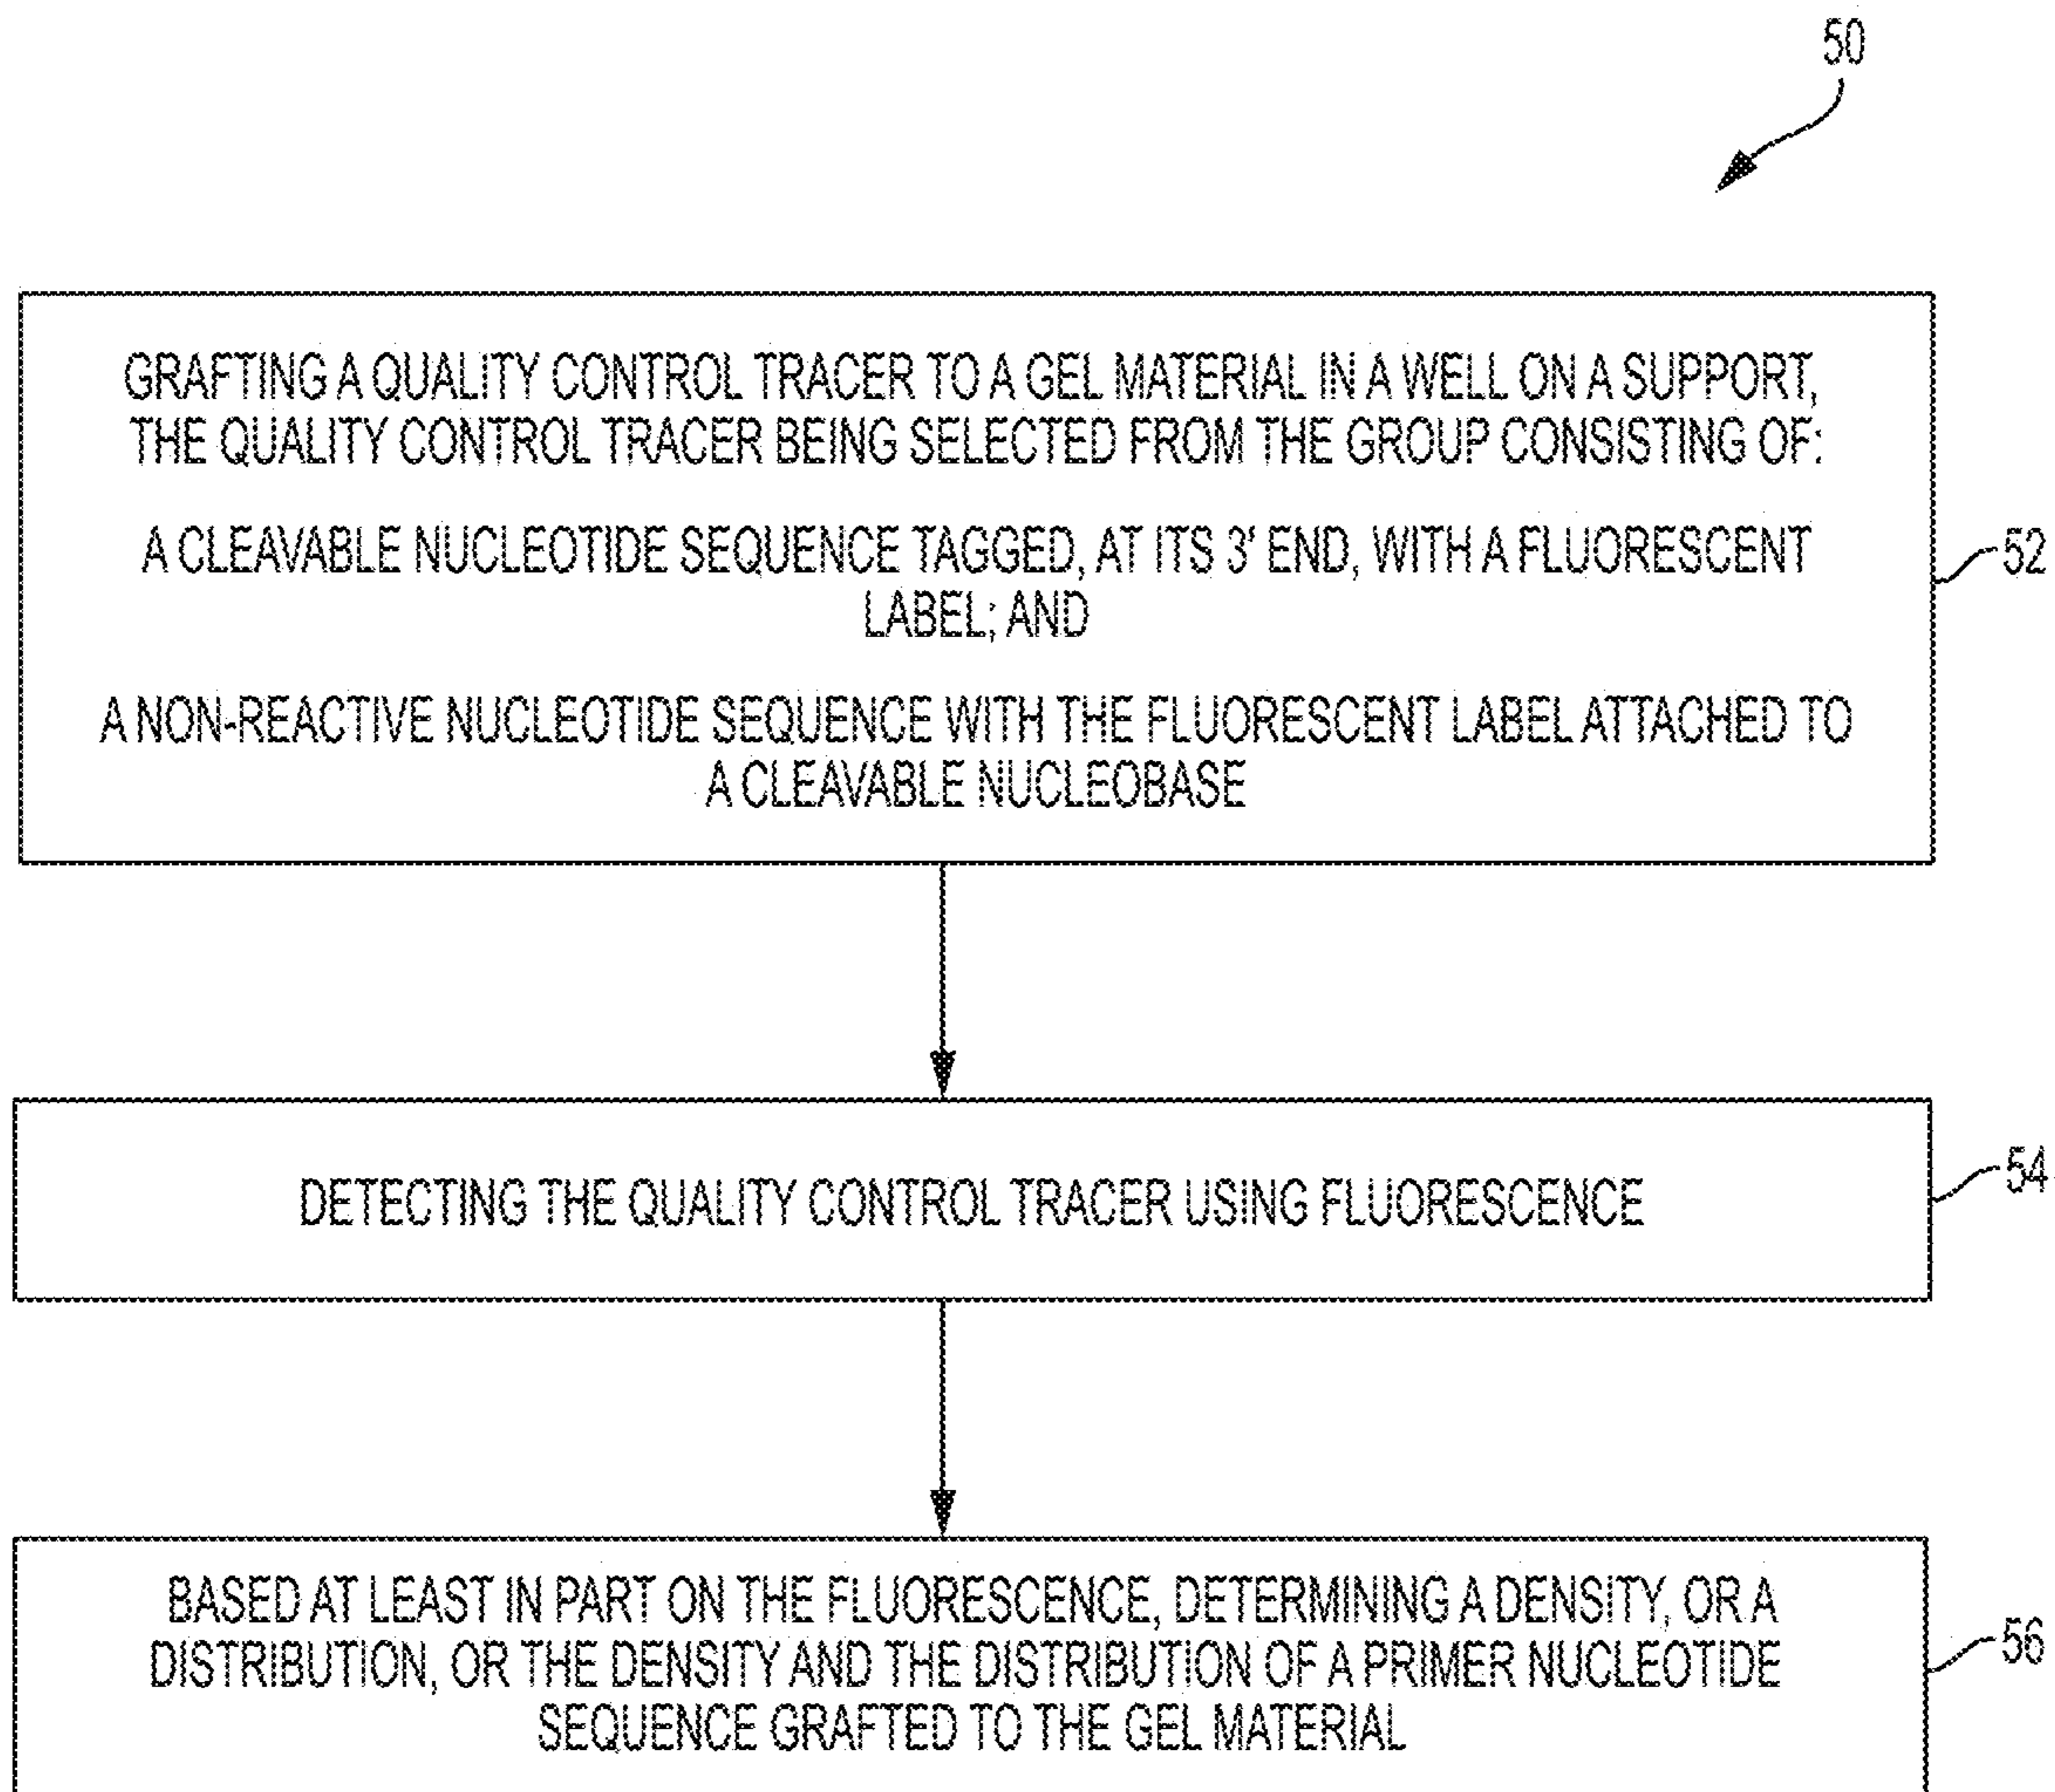 50
GRAFTING A QUALITY CONTROL TRACER TO A GEL MATERIAL IN A WELL ON A SUPPORT,
THE QUALITY CONTROL TRACER BEING SELECTED FROM THE GROUP CONSISTING OF:
A CLEAVABLE NUCLEOTIDE SEQUENCE TAGGED, AT ITS 3' END, WITH A FLUORESCENT
LABEL; AND
52
A NON-REACTIVE NUCLEOTIDE SEQUENCE WITH THE FLUORESCENT LABEL ATTACHED TO
A CLEAVABLE NUCLEOBASE
DETECTING THE QUALITY CONTROL TRACER USING FLUORESCENCE
54
BASED AT LEAST IN PART ON THE FLUORESCENCE, DETERMINING A DENSITY, OR A
DISTRIBUTION, OR THE DENSITY AND THE DISTRIBUTION OF A PRIMER NUCLEOTIDE
SEQUENCE GRAFTED TO THE GEL MATERIAL
56